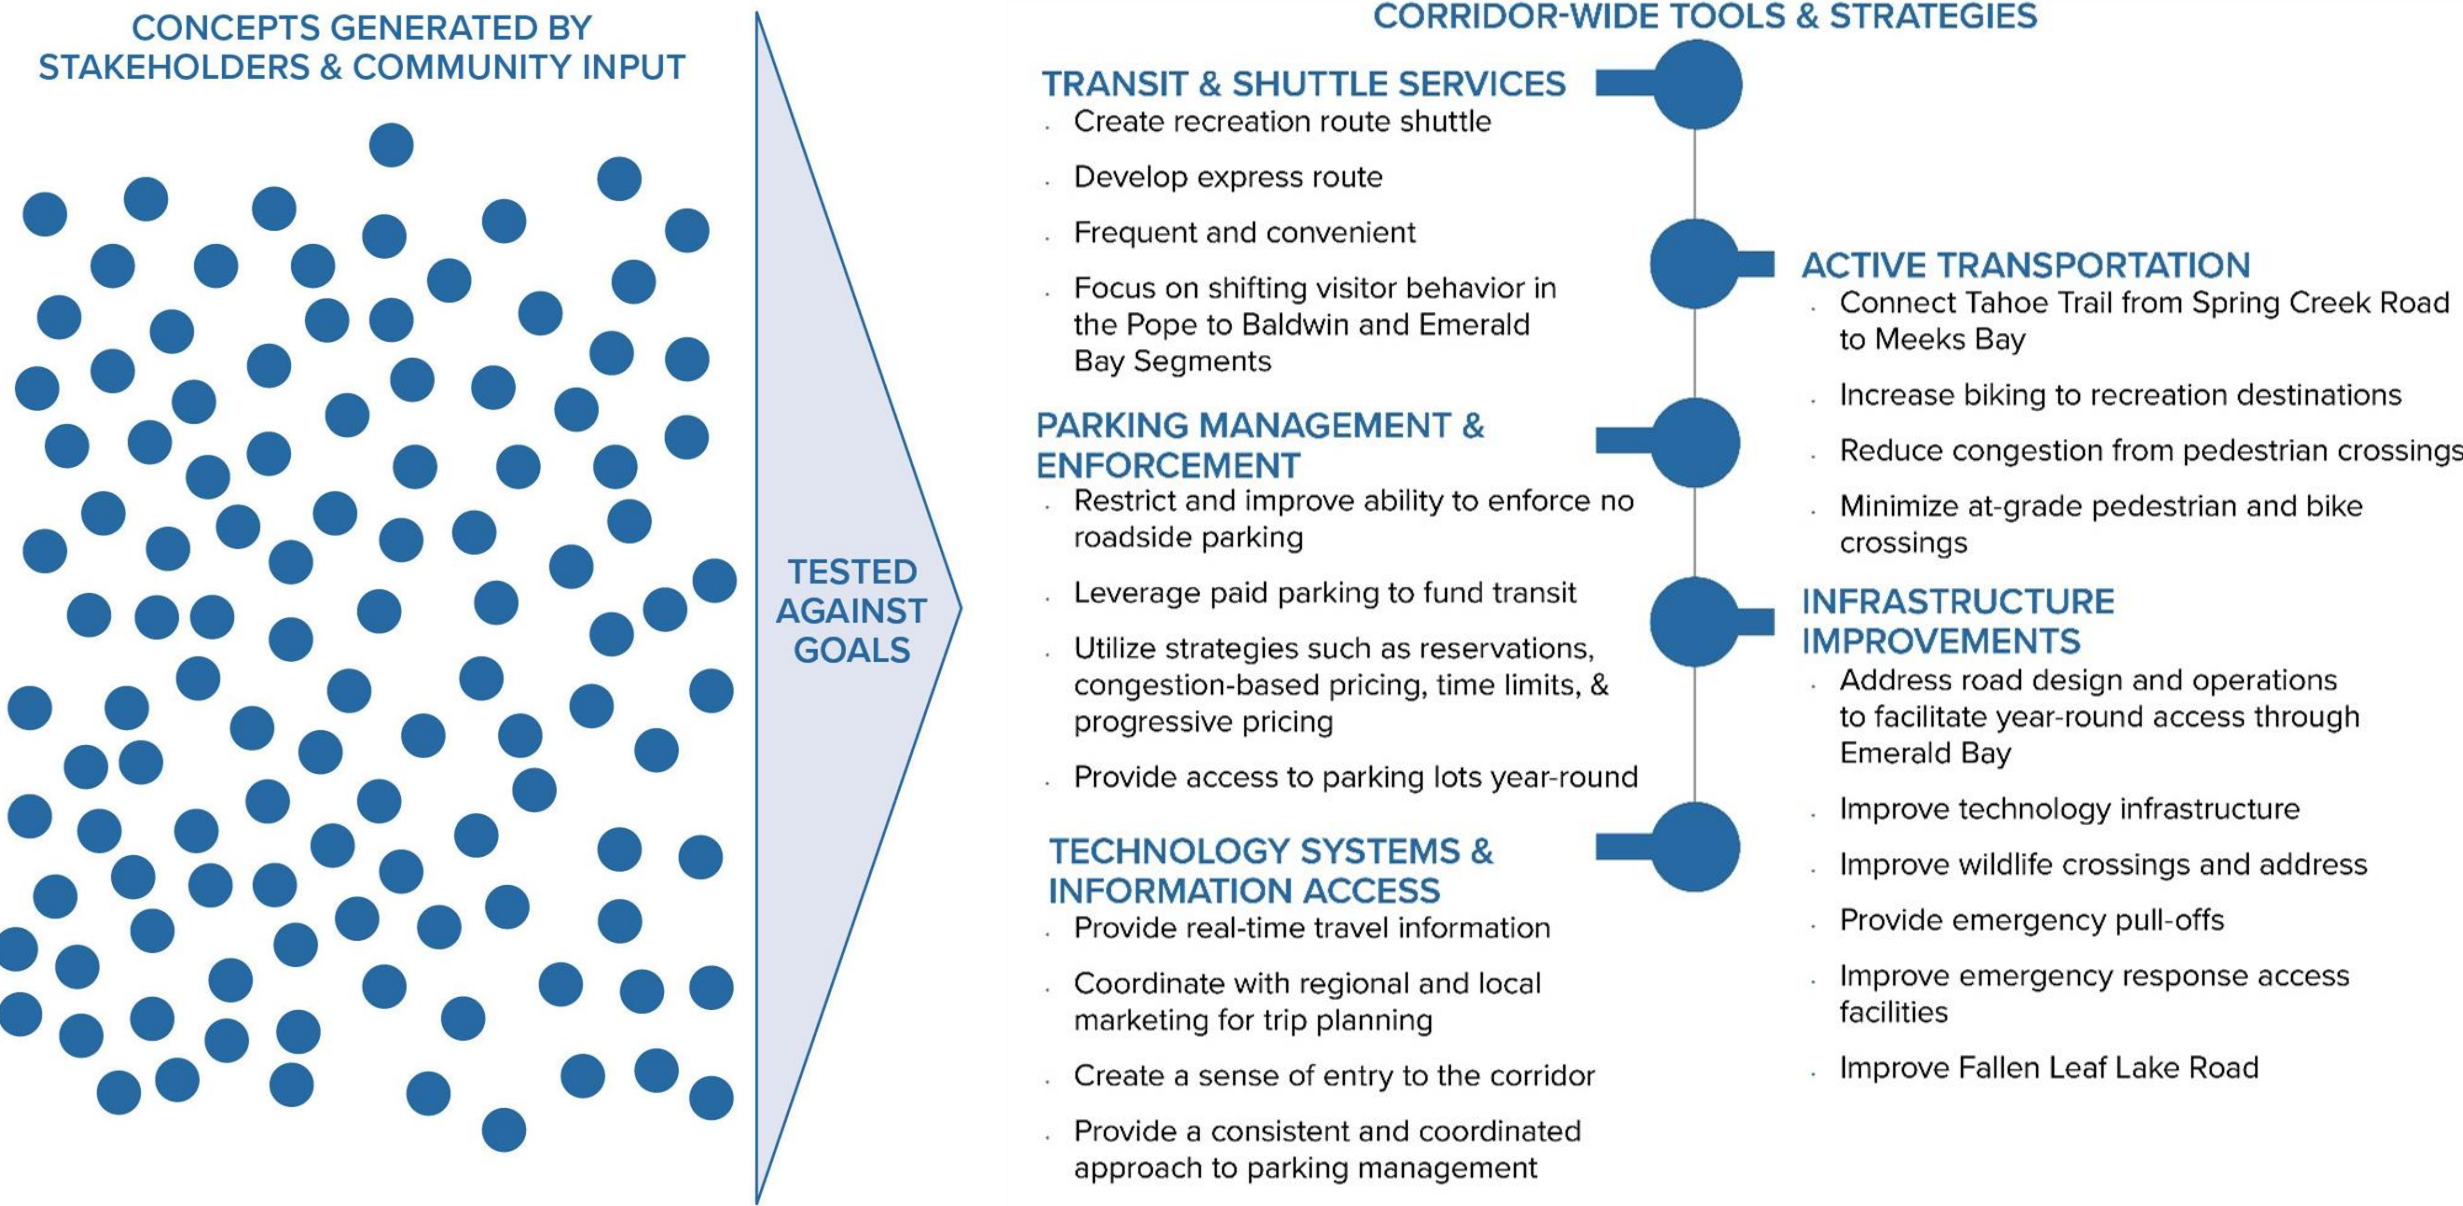 CONCEPTS GENERATED BY
STAKEHOLDERS & COMMUNITY INPUT
TESTED
AGAINST
GOALS
CORRIDOR-WIDE TOOLS & STRATEGIES
TRANSIT & SHUTTLE SERVICES
· Create recreation route shuttle
· Develop express route
· Frequent and convenient
· Focus on shifting visitor behavior in
the Pope to Baldwin and Emerald
Bay Segments
ACTIVE TRANSPORTATION
· Connect Tahoe Trail from Spring Creek Road
to Meeks Bay
· Increase biking to recreation destinations
· Reduce congestion from pedestrian crossings
· Minimize at-grade pedestrian and bike
crossings
PARKING MANAGEMENT &
ENFORCEMENT
· Restrict and improve ability to enforce no
roadside parking
· Leverage paid parking to fund transit
· Utilize strategies such as reservations,
congestion-based pricing, time limits, &
progressive pricing
· Provide access to parking lots year-round
INFRASTRUCTURE
IMPROVEMENTS
· Address road design and operations
to facilitate year-round access through
Emerald Bay
· Improve technology infrastructure
· Improve wildlife crossings and address
· Provide emergency pull-offs
· Improve emergency response access
facilities
· Improve Fallen Leaf Lake Road
TECHNOLOGY SYSTEMS &
INFORMATION ACCESS
· Provide real-time travel information
· Coordinate with regional and local
marketing for trip planning
· Create a sense of entry to the corridor
· Provide a consistent and coordinated
approach to parking management